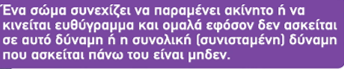 Ένα σώμα συνεχίζει να παραμένει ακίνητο ή να
κινείται ευθύγραμμα και ομαλά εφόσον δεν ασκείται
σε αυτό δύναμη ή η συνολική (συνισταμένη) δύναμη
που ασκείται πάνω του είναι μηδεν.